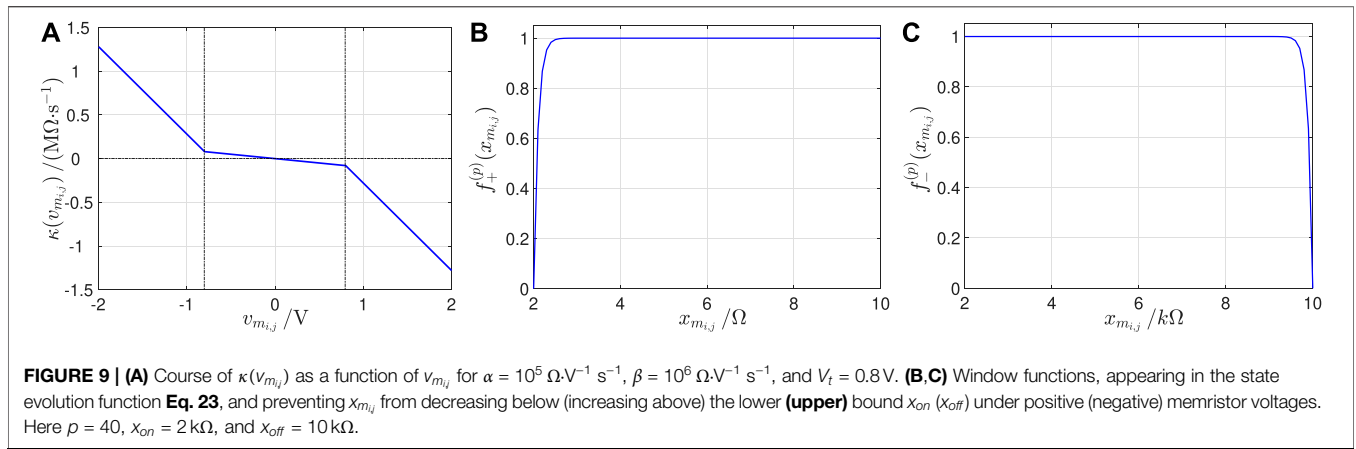 A
B
C
1.5
1
0.5
0
-0.5
-1
-1.5
-2 -1 0 1 2
κ(v_{m_{i,j}}) /(MΩ·s⁻¹)
v_{m_{i,j}} /V
1
0.8
0.6
0.4
0.2
0
2 4 6 8 10
f_+^{(p)}(x_{m_{i,j}})
x_{m_{i,j}} /Ω
1
0.8
0.6
0.4
0.2
0
2 4 6 8 10
f_-^{(p)}(x_{m_{i,j}})
x_{m_{i,j}} /kΩ
FIGURE 9 | (A) Course of κ(v_{m_{i,j}}) as a function of v_{m_{i,j}} for α = 10⁵ Ω·V⁻¹ s⁻¹, β = 10⁶ Ω·V⁻¹ s⁻¹, and V_t = 0.8 V. (B,C) Window functions, appearing in the state
evolution function Eq. 23, and preventing x_{m_{i,j}} from decreasing below (increasing above) the lower (upper) bound x_{on} (x_{off}) under positive (negative) memristor voltages.
Here p = 40, x_{on} = 2 kΩ, and x_{off} = 10 kΩ.